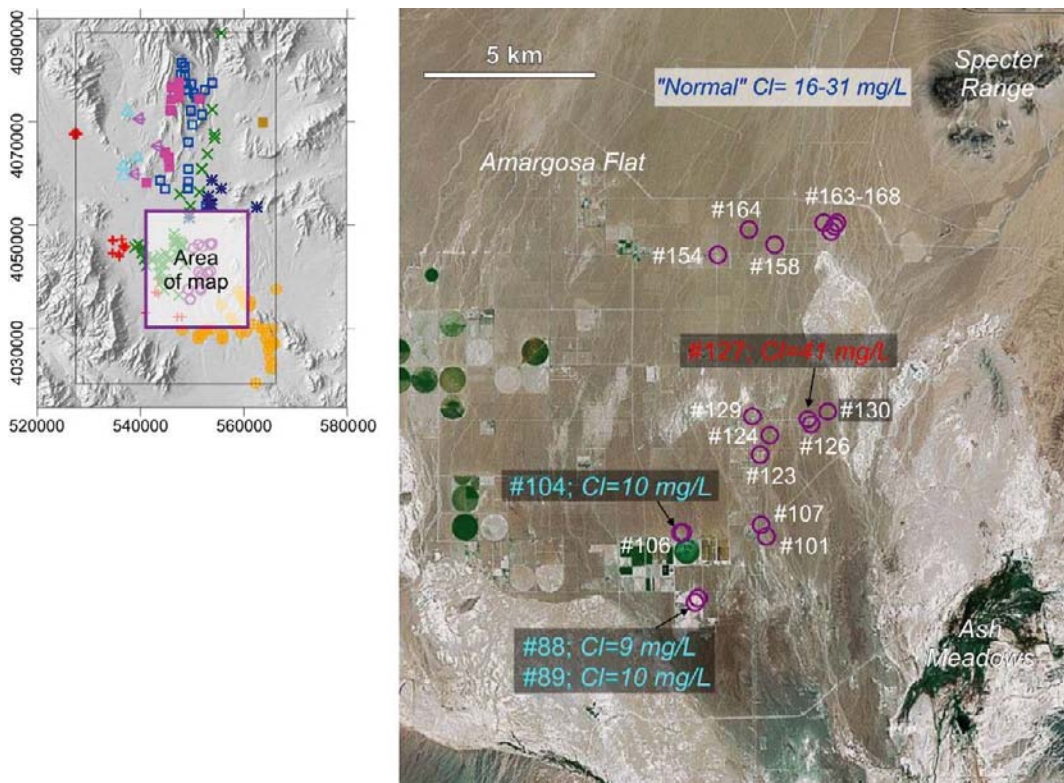 4090000
4070000
4050000
4030000
520000
540000
560000
580000
Area
of map
5 km
"Normal" Cl= 16-31 mg/L
Specter
Range
Amargosa Flat
#163-168
#164
#154
#158
#127; Cl=41 mg/L
#129
#130
#124
#126
#123
#104; Cl=10 mg/L
#107
#106
#101
#88; Cl=9 mg/L
#89; Cl=10 mg/L
Ash
Meadows